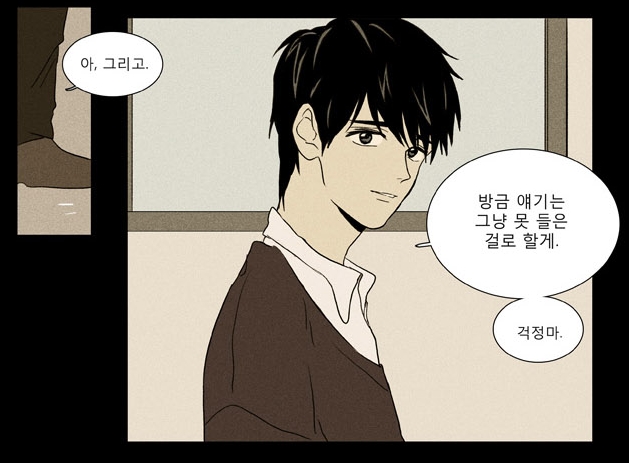 아, 그리고.
방금 얘기는
그냥 못 들은
걸로 할게.
걱정마.